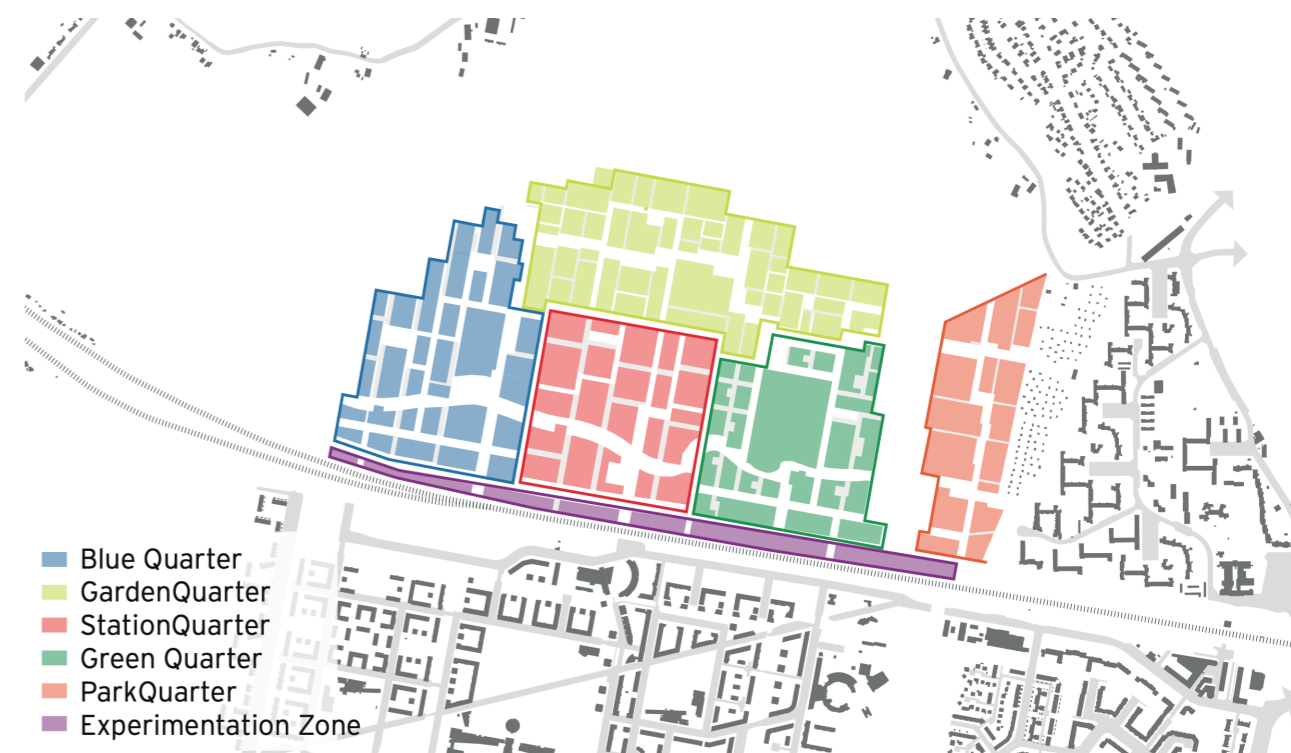 Blue Quarter
GardenQuarter
StationQuarter
Green Quarter
ParkQuarter
Experimentation Zone